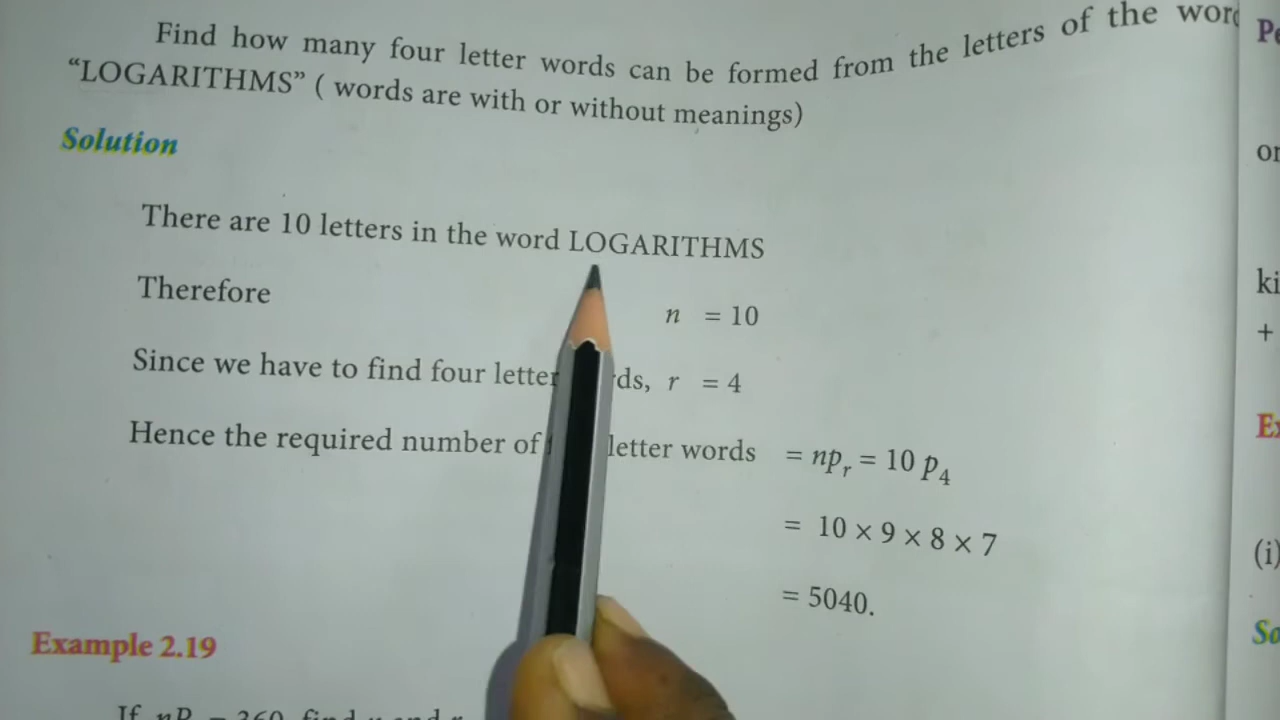 Find how many four letter words can be formed from the letters of the
“LOGARITHMS” ( words are with or without meanings)
Solution
There are 10 letters in the word LOGARITHMS
Therefore n = 10
Since we have to find four letter r = 4
Hence the required number of letter words = npr = 10 p4
= 10 × 9 × 8 × 7
= 5040.
Example 2.19
(i)